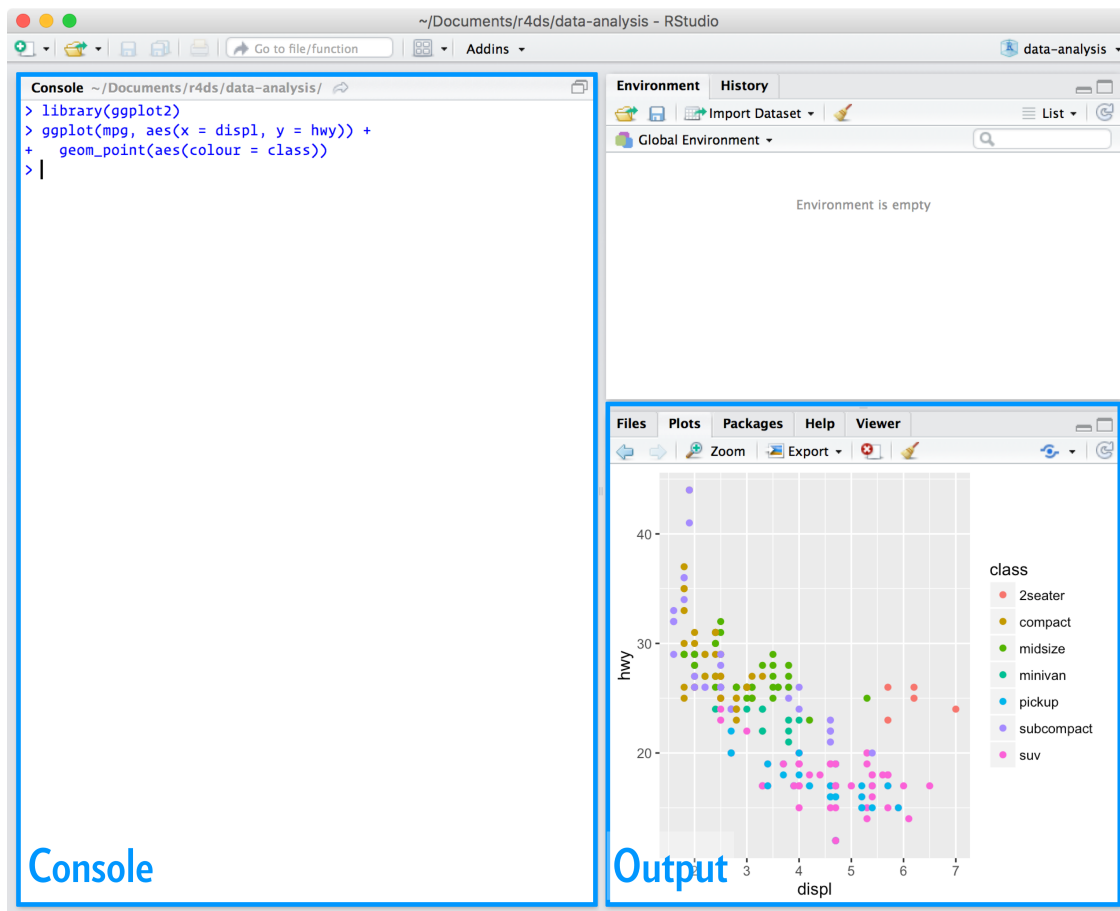 ~/Documents/r4ds/data-analysis - RStudio
Go to file/function
Addins
data-analysis
Console ~/Documents/r4ds/data-analysis/
> library(ggplot2)
> ggplot(mpg, aes(x = displ, y = hwy)) +
+   geom_point(aes(colour = class))
>
Console
Environment History
Import Dataset
List
Global Environment
Environment is empty
Files Plots Packages Help Viewer
Zoom Export
40
30
20
hwy
2 3 4 5 6 7
displ
class
2seater
compact
midsize
minivan
pickup
subcompact
suv
Output